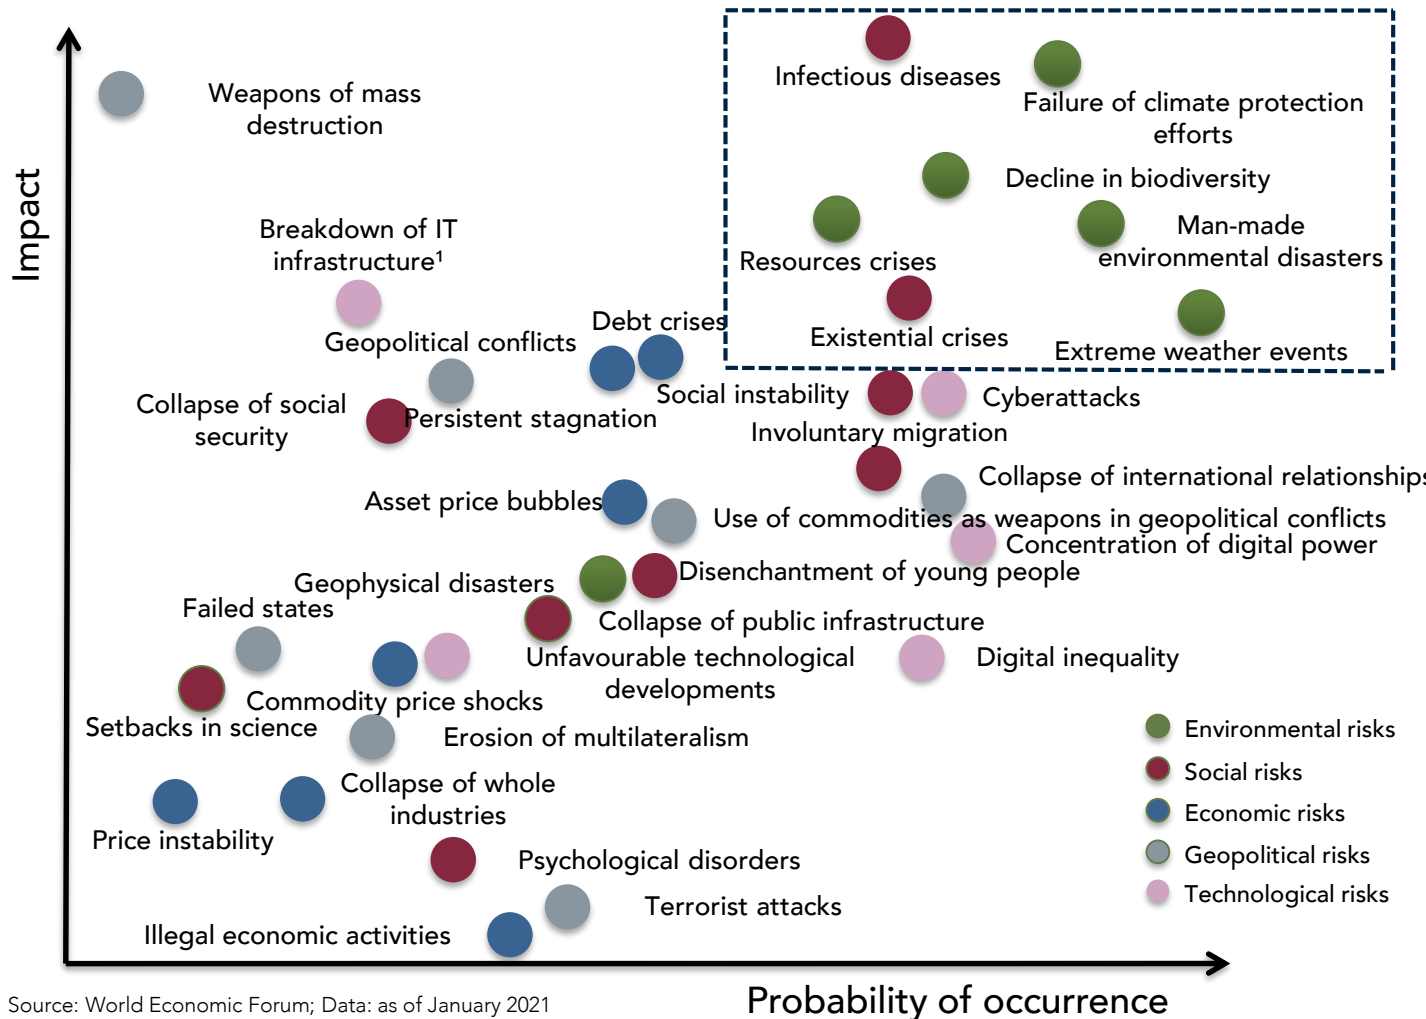 Infectious diseases
Failure of climate protection
efforts
Weapons of mass
destruction
Decline in biodiversity
Impact
Breakdown of IT
infrastructure¹
Man-made
environmental disasters
Resources crises
Debt crises
Existential crises
Geopolitical conflicts
Extreme weather events
Social instability
Cyberattacks
Collapse of social
security
Persistent stagnation
Involuntary migration
Collapse of international relationships
Asset price bubbles
Use of commodities as weapons in geopolitical conflicts
Concentration of digital power
Geophysical disasters
Disenchantment of young people
Failed states
Collapse of public infrastructure
Unfavourable technological
developments
Digital inequality
Commodity price shocks
Setbacks in science
Erosion of multilateralism
Collapse of whole
industries
Price instability
Psychological disorders
Terrorist attacks
Illegal economic activities
Environmental risks
Social risks
Economic risks
Geopolitical risks
Technological risks
Source: World Economic Forum; Data: as of January 2021
Probability of occurrence